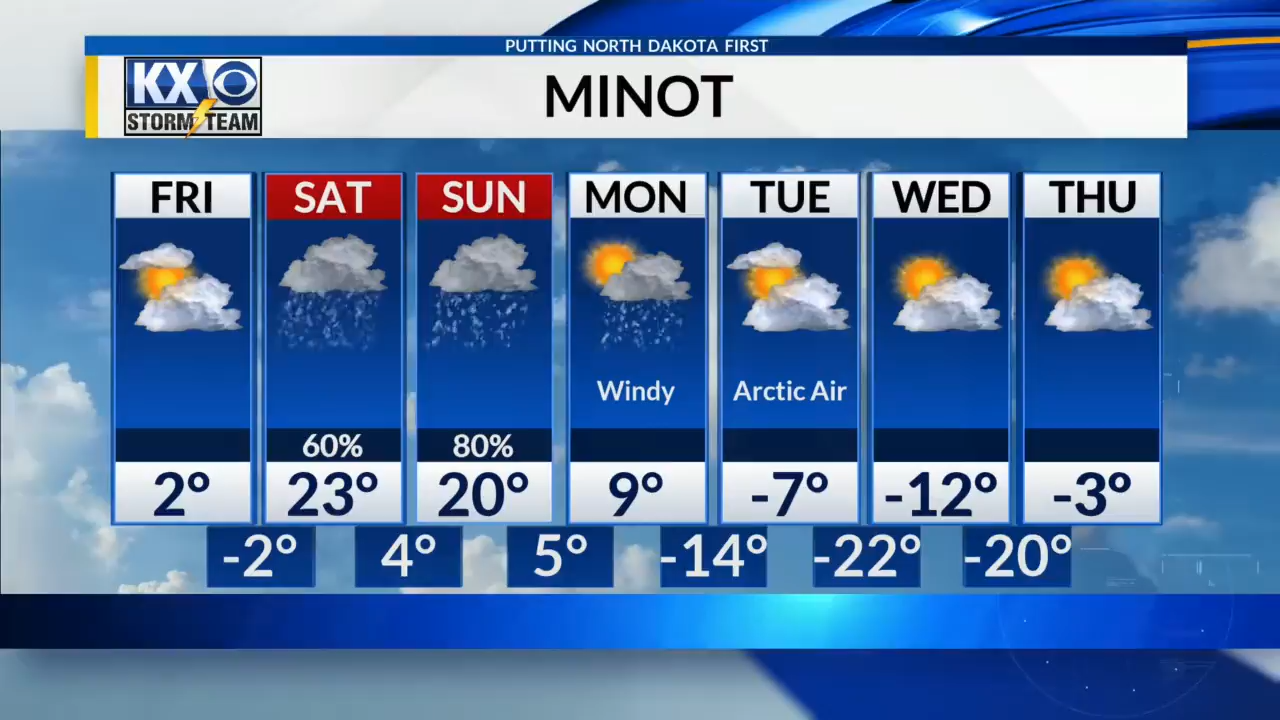 PUTTING NORTH DAKOTA FIRST
KX
STORM TEAM
MINOT
FRI SAT SUN MON TUE WED THU
Windy Arctic Air
60% 80%
2° 23° 20° 9° -7° -12° -3°
-2° 4° 5° -14° -22° -20°